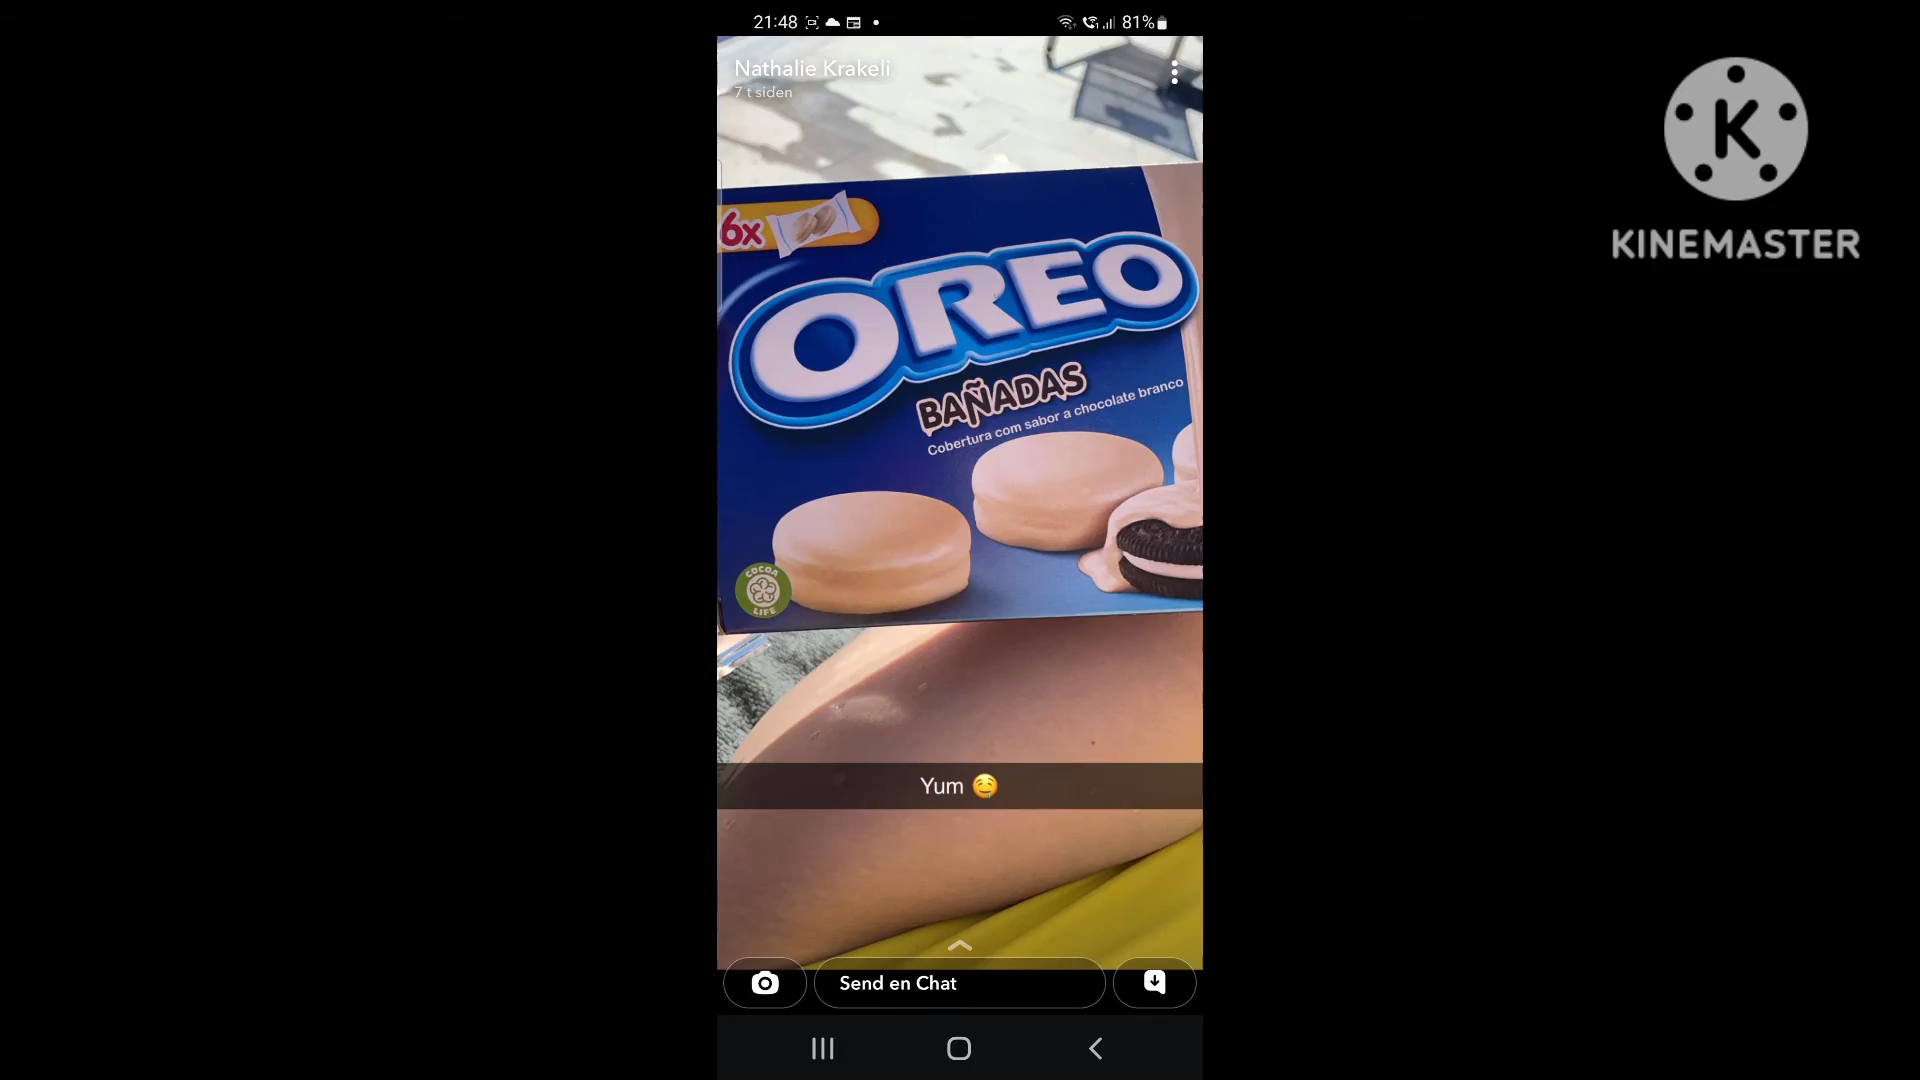 21:48
81%
Nathalie Krakeli
7 t siden
6x
OREO
BAÑADAS
Cobertura com sabor a chocolate branco
COCOA
LIFE
Yum 🤤
Send en Chat
K
KINEMASTER